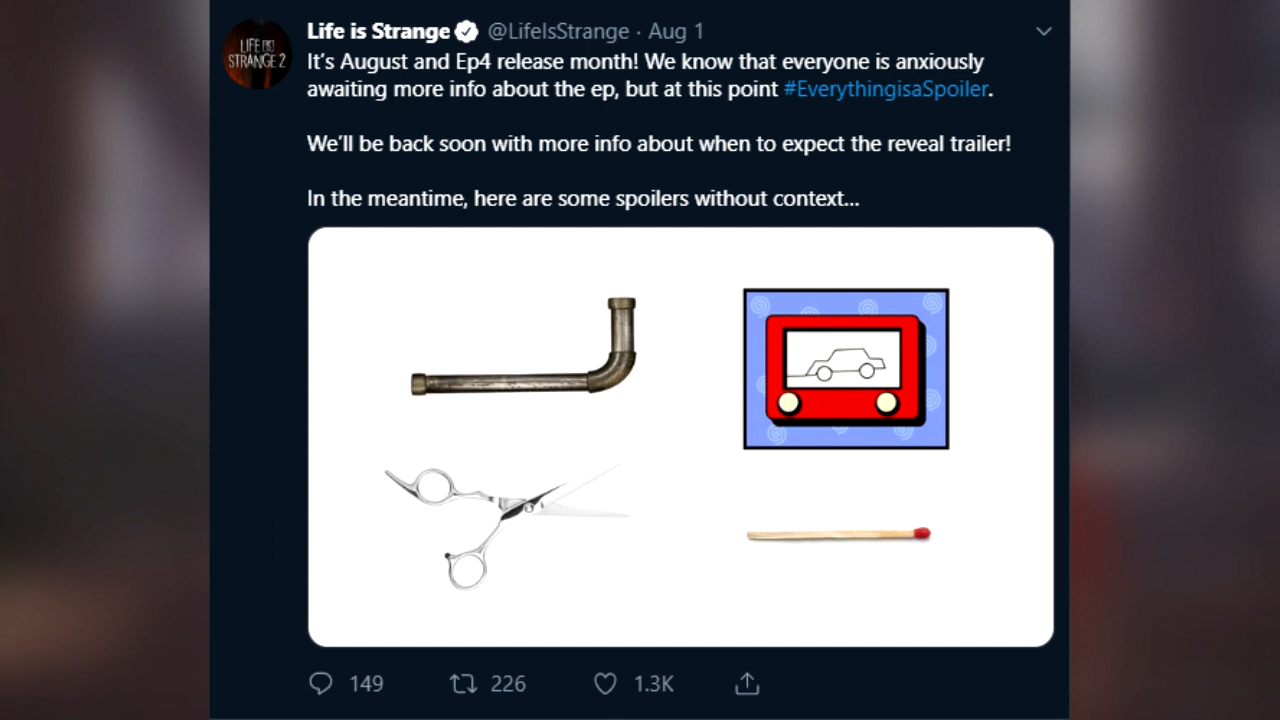 LIFE IS
STRANGE 2
Life is Strange @LifeIsStrange · Aug 1
It's August and Ep4 release month! We know that everyone is anxiously
awaiting more info about the ep, but at this point #EverythingisaSpoiler.
We'll be back soon with more info about when to expect the reveal trailer!
In the meantime, here are some spoilers without context...
149 226 1.3K